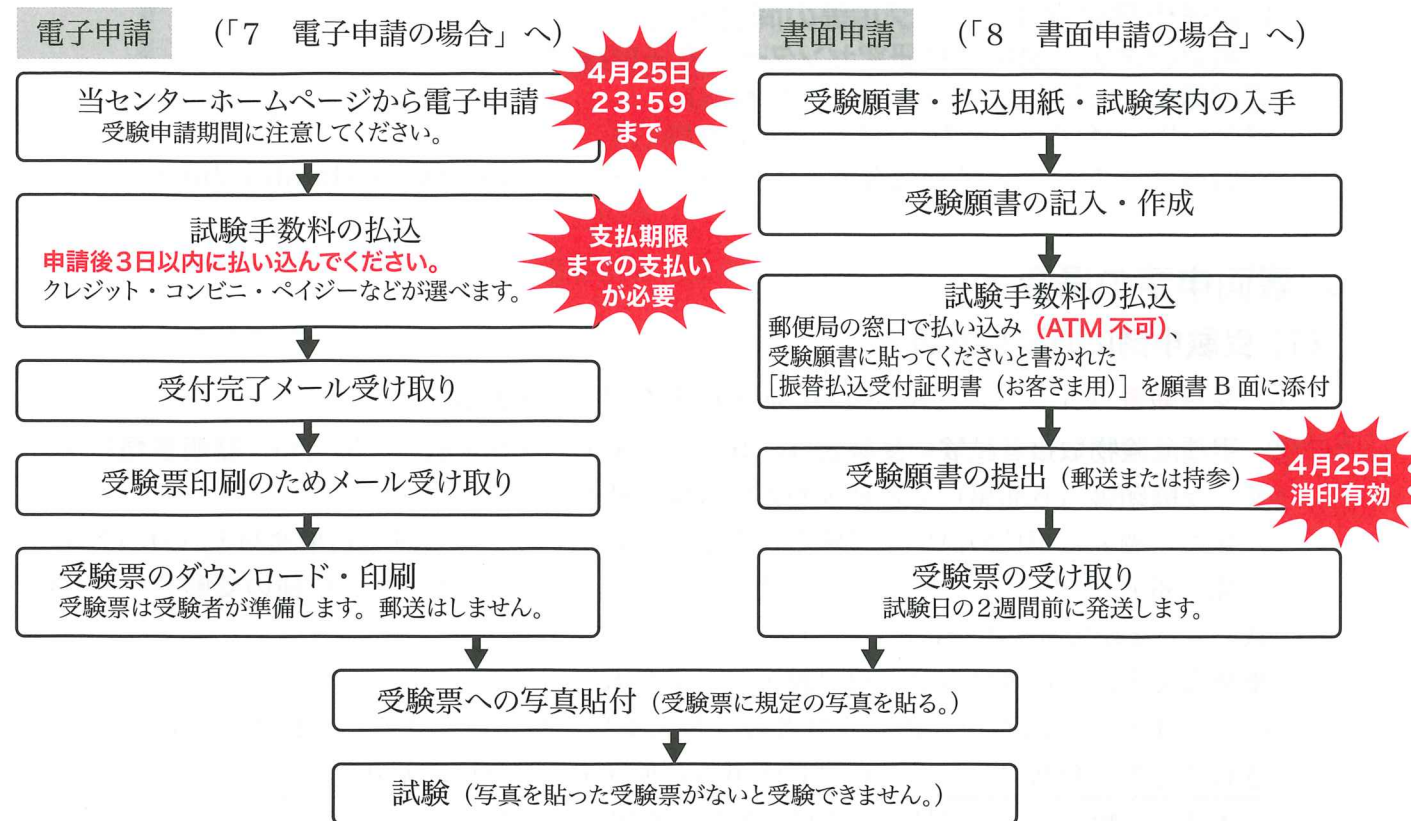 電子申請 (「7 電子申請の場合」へ)
当センターホームページから電子申請
受験申請期間に注意してください。
4月25日
23:59
まで
試験手数料の払込
申請後3日以内に払い込んでください。
クレジット・コンビニ・ペイジーなどが選べます。
支払期限
までの支払い
が必要
受付完了メール受け取り
受験票印刷のためメール受け取り
受験票のダウンロード・印刷
受験票は受験者が準備します。郵送はしません。
書面申請 (「8 書面申請の場合」へ)
受験願書・払込用紙・試験案内の入手
受験願書の記入・作成
試験手数料の払込
郵便局の窓口で払い込み(ATM 不可)、
受験願書に貼ってくださいと書かれた
[振替払込受付証明書(お客さま用)]を願書 B 面に添付
受験願書の提出(郵送または持参)
4月25日
消印有効
受験票の受け取り
試験日の2週間前に発送します。
受験票への写真貼付(受験票に規定の写真を貼る。)
試験(写真を貼った受験票がないと受験できません。)